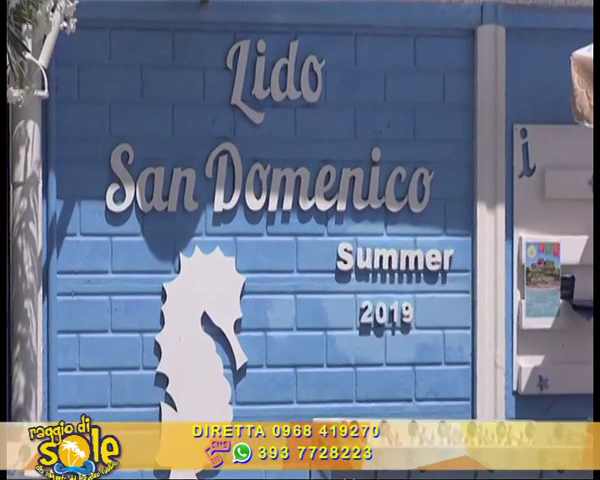 Lido
San Domenico
Summer
2019
i
raggio di
sole
DIRETTA 0968 419270
393 7728223